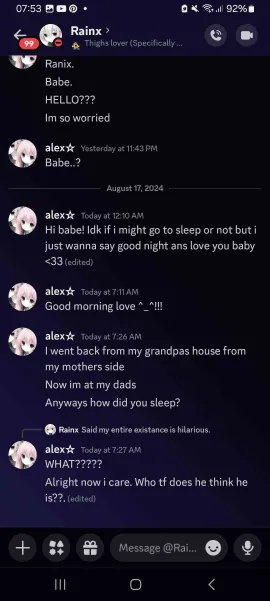 07:53
92%
Rainx >
99
Thighs lover (Specifically ...
Ranix.
Babe.
HELLO???
Im so worried
alex☆ Yesterday at 11:43 PM
Babe..?
August 17, 2024
alex☆ Today at 12:10 AM
Hi babe! Idk if i might go to sleep or not but i
just wanna say good night ans love you baby
<33 (edited)
alex☆ Today at 7:11 AM
Good morning love ^_^!!!
alex☆ Today at 7:26 AM
I went back from my grandpas house from
my mothers side
Now im at my dads
Anyways how did you sleep?
Rainx Said my entire existance is hilarious.
alex☆ Today at 7:27 AM
WHAT?????
Alright now i care. Who tf does he think he
is??. (edited)
Message @Rai...